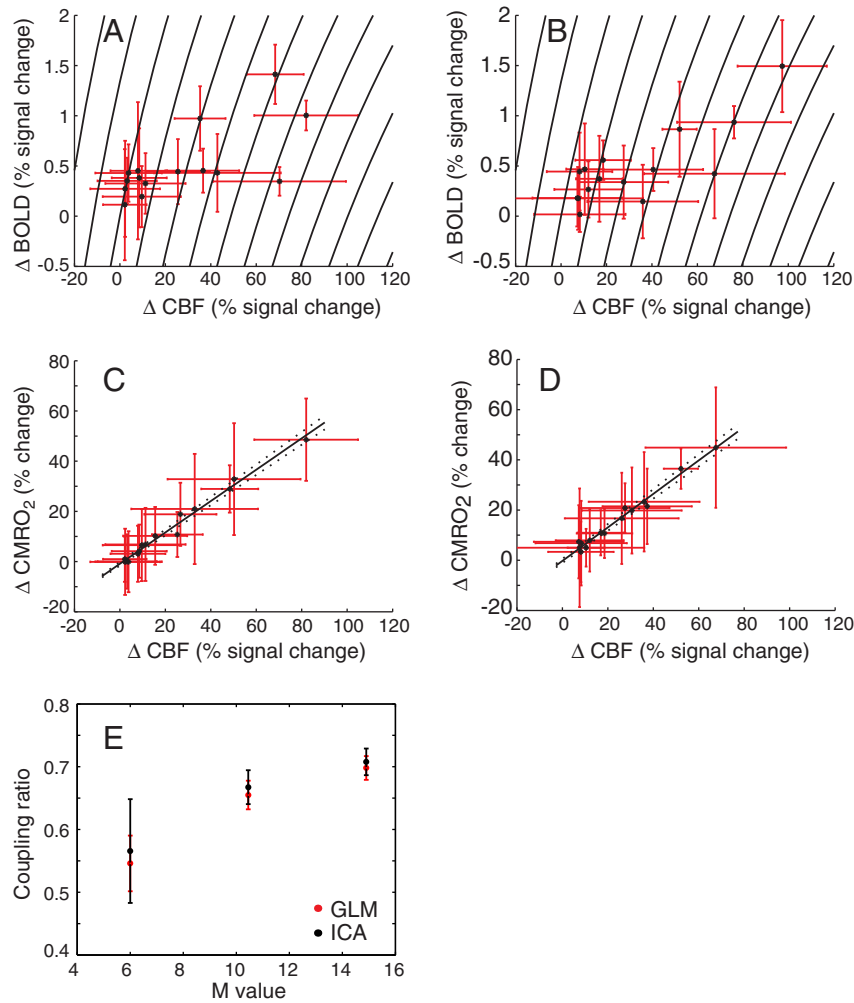 A
2
1.5
1
0.5
0
-0.5
Δ BOLD (% signal change)
-20 0 20 40 60 80 100 120
Δ CBF (% signal change)
B
2
1.5
1
0.5
0
-0.5
Δ BOLD (% signal change)
-20 0 20 40 60 80 100 120
Δ CBF (% signal change)
C
80
60
40
20
0
-20
Δ CMRO2 (% change)
-20 0 20 40 60 80 100 120
Δ CBF (% signal change)
D
80
60
40
20
0
-20
Δ CMRO2 (% change)
-20 0 20 40 60 80 100 120
Δ CBF (% signal change)
E
0.8
0.7
0.6
0.5
0.4
Coupling ratio
GLM
ICA
4 6 8 10 12 14 16
M value